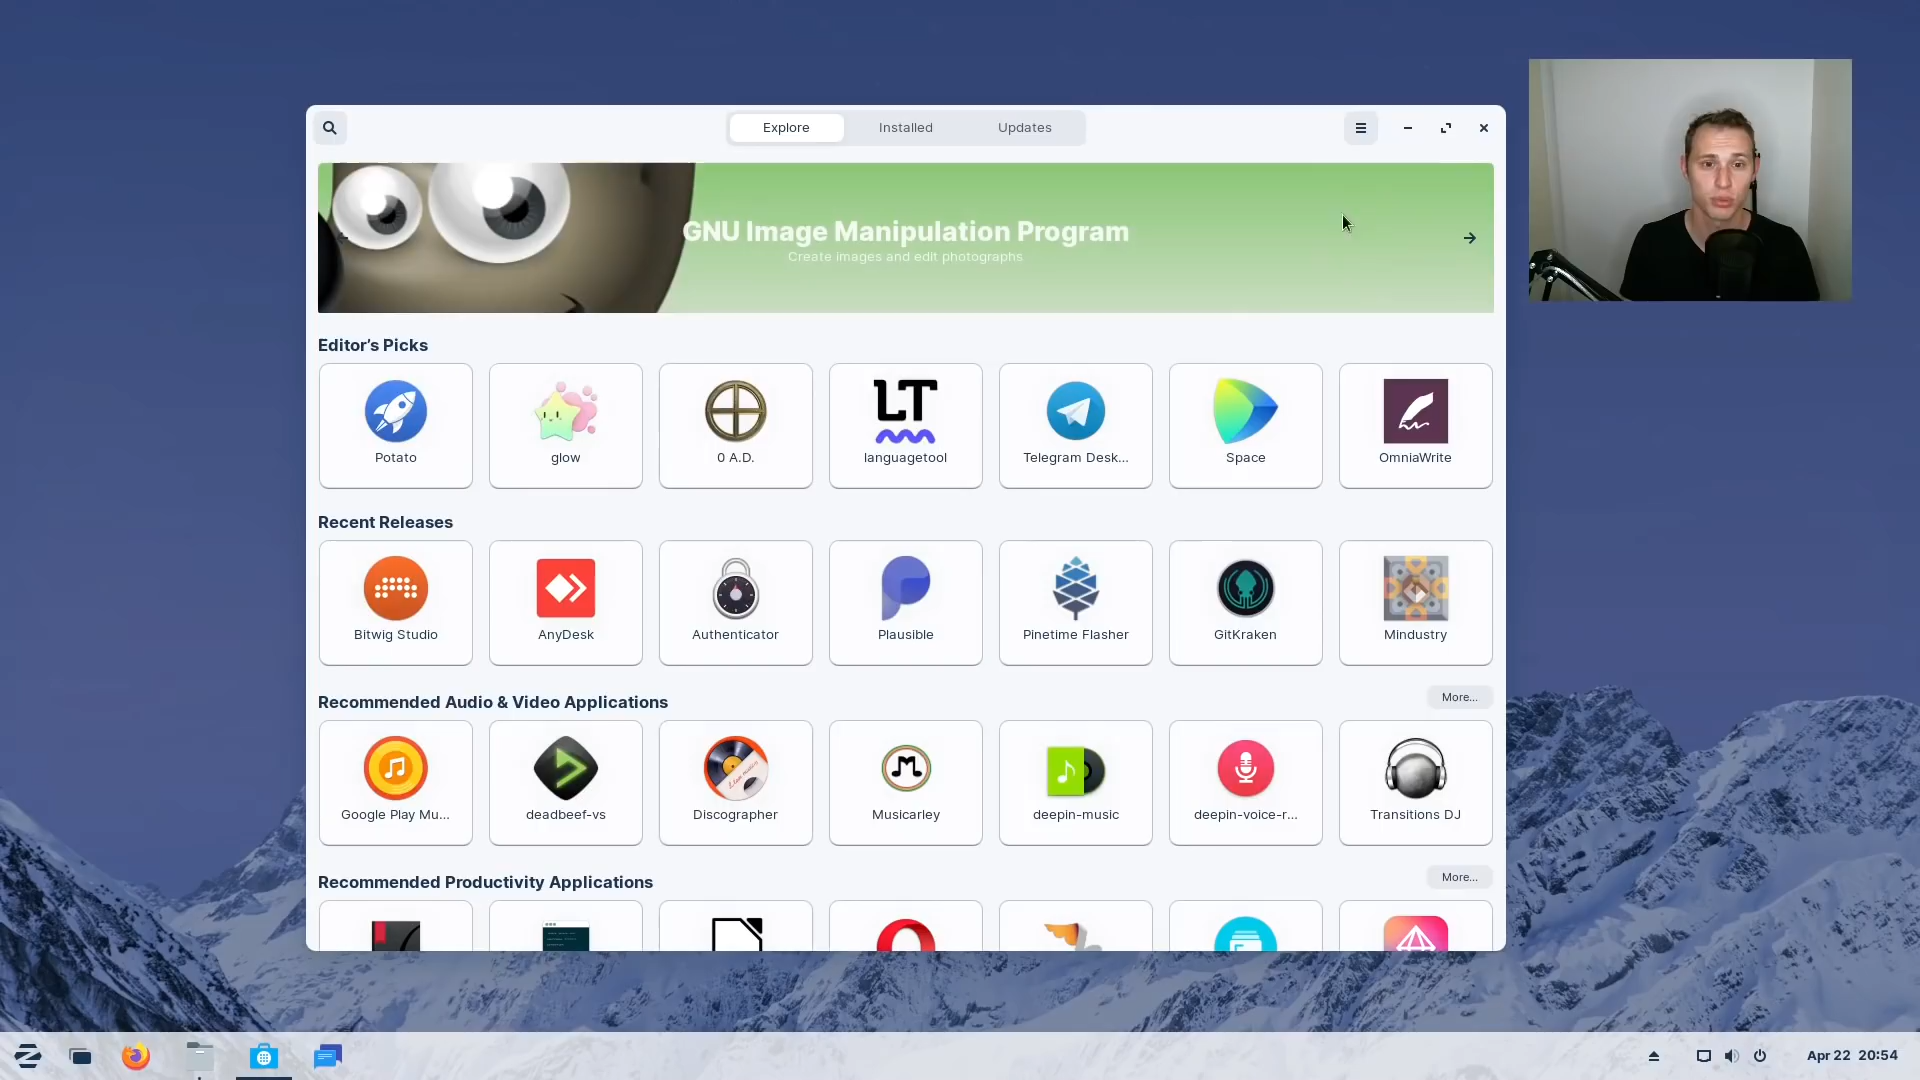 Explore
Installed
Updates
GNU Image Manipulation Program
Create images and edit photographs
Editor’s Picks
Potato
glow
0 A.D.
LT
languagetool
Telegram Desk...
Space
OmniaWrite
Recent Releases
Bitwig Studio
AnyDesk
Authenticator
Plausible
Pinetime Flasher
GitKraken
Mindustry
Recommended Audio & Video Applications
More...
Google Play Mu...
deadbeef-vs
Discographer
Musicarley
deepin-music
deepin-voice-r...
Transitions DJ
Recommended Productivity Applications
More...
Apr 22 20:54